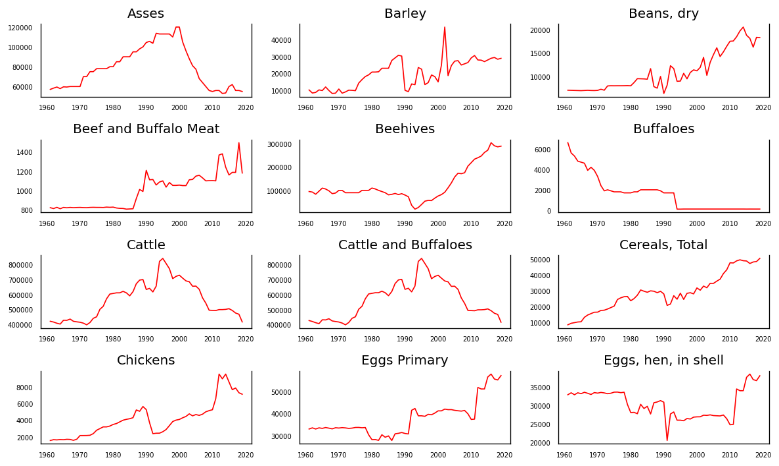 Asses
Barley
Beans, dry
120000
100000
80000
60000
40000
30000
20000
10000
20000
15000
10000
1960 1970 1980 1990 2000 2010 2020
1960 1970 1980 1990 2000 2010 2020
1960 1970 1980 1990 2000 2010 2020
Beef and Buffalo Meat
Beehives
Buffaloes
1400
1200
1000
800
300000
200000
100000
6000
4000
2000
0
1960 1970 1980 1990 2000 2010 2020
1960 1970 1980 1990 2000 2010 2020
1960 1970 1980 1990 2000 2010 2020
Cattle
Cattle and Buffaloes
Cereals, Total
800000
700000
600000
500000
400000
800000
700000
600000
500000
400000
50000
40000
30000
20000
10000
1960 1970 1980 1990 2000 2010 2020
1960 1970 1980 1990 2000 2010 2020
1960 1970 1980 1990 2000 2010 2020
Chickens
Eggs Primary
Eggs, hen, in shell
8000
6000
4000
2000
50000
40000
30000
35000
30000
25000
20000
1960 1970 1980 1990 2000 2010 2020
1960 1970 1980 1990 2000 2010 2020
1960 1970 1980 1990 2000 2010 2020